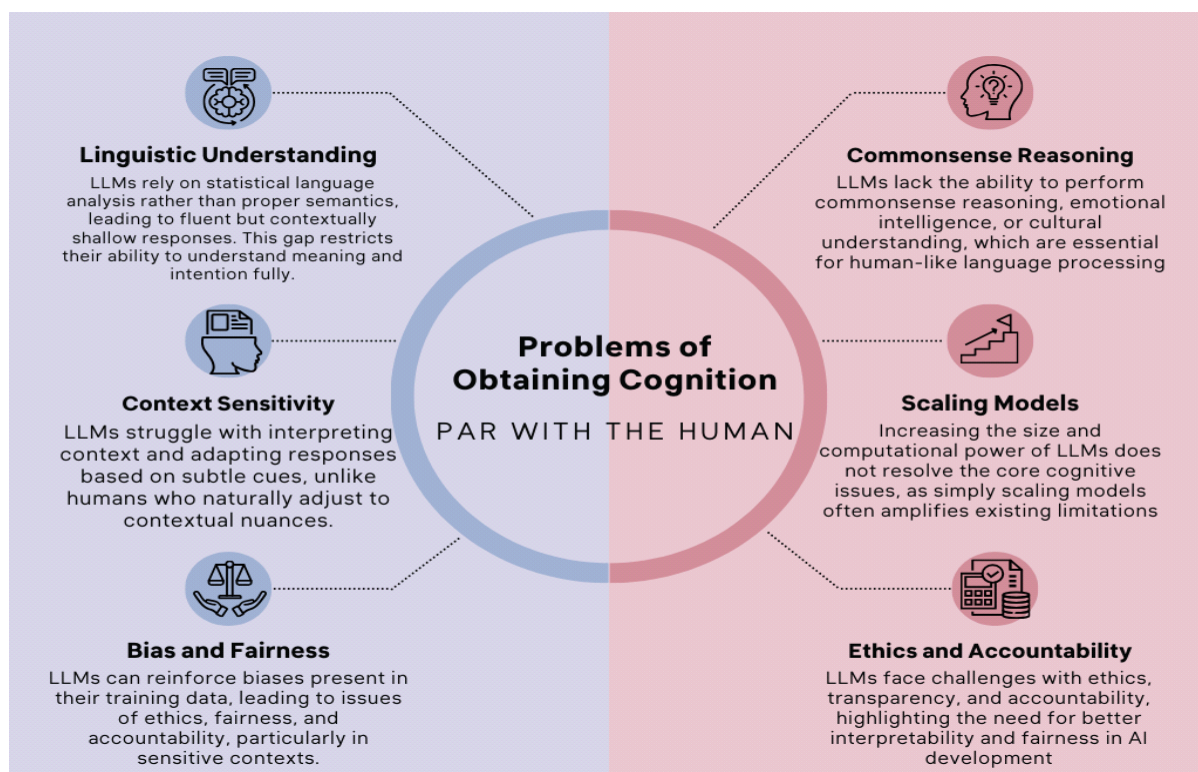 Linguistic Understanding
LLMs rely on statistical language
analysis rather than proper semantics,
leading to fluent but contextually
shallow responses. This gap restricts
their ability to understand meaning and
intention fully.
Context Sensitivity
LLMs struggle with interpreting
context and adapting responses
based on subtle cues, unlike
humans who naturally adjust to
contextual nuances.
Bias and Fairness
LLMs can reinforce biases present in
their training data, leading to issues
of ethics, fairness, and
accountability, particularly in
sensitive contexts.
Problems of
Obtaining Cognition
PAR WITH THE HUMAN
Commonsense Reasoning
LLMs lack the ability to perform
commonsense reasoning, emotional
intelligence, or cultural
understanding, which are essential
for human-like language processing
Scaling Models
Increasing the size and
computational power of LLMs does
not resolve the core cognitive
issues, as simply scaling models
often amplifies existing limitations
Ethics and Accountability
LLMs face challenges with ethics,
transparency, and accountability,
highlighting the need for better
interpretability and fairness in AI
development